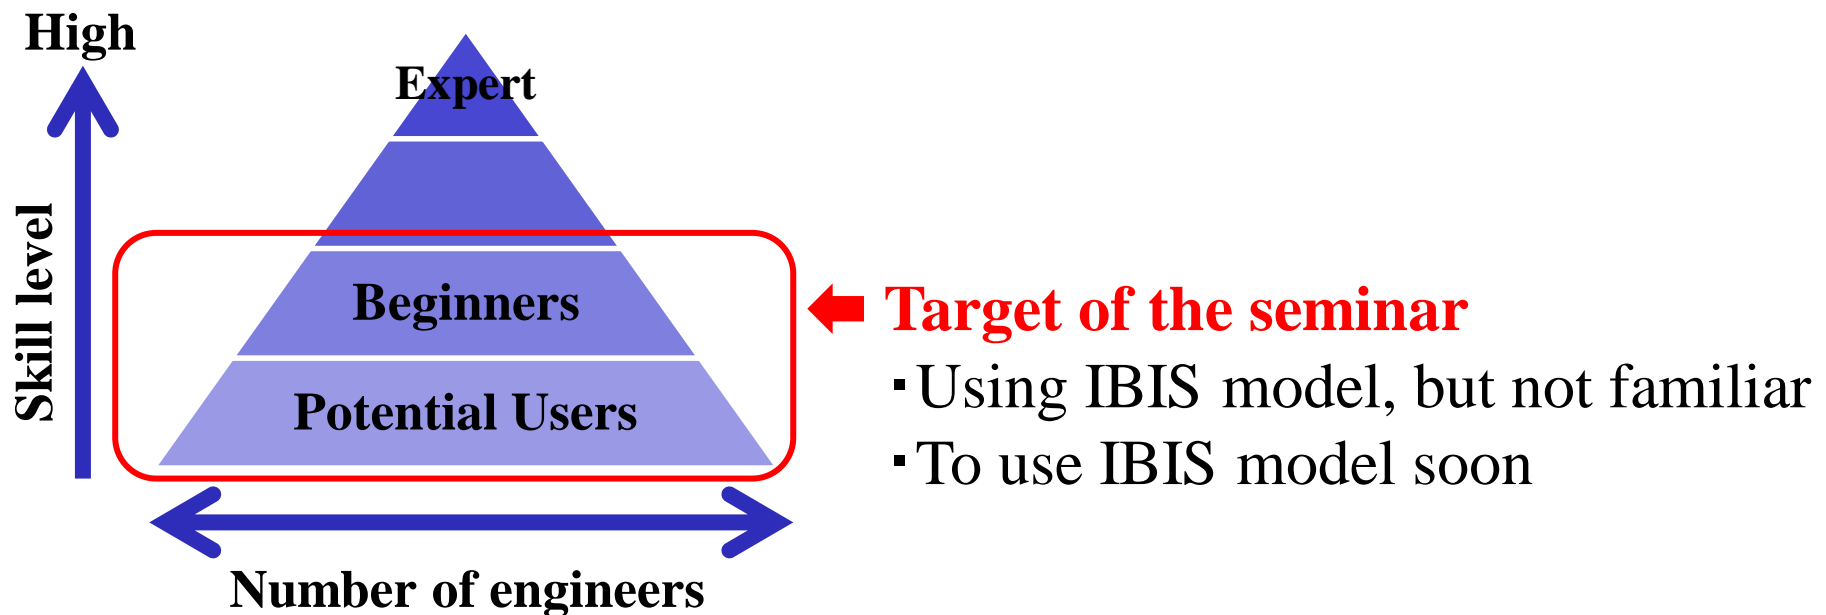 High
Expert
Skill level
Beginners
Potential Users
Number of engineers
Target of the seminar
▪Using IBIS model, but not familiar
▪To use IBIS model soon